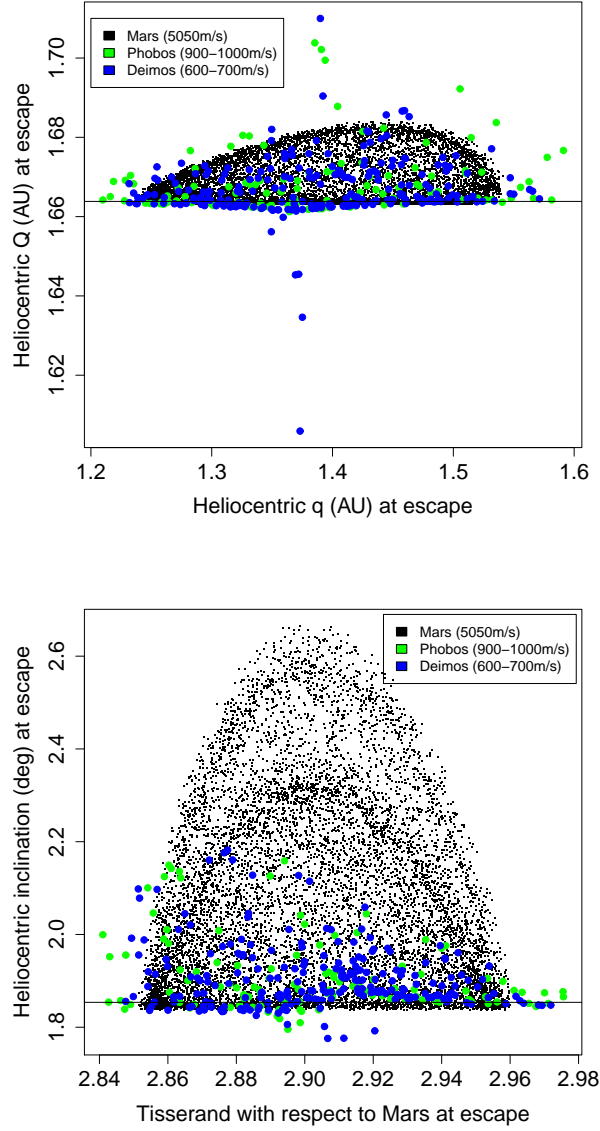 Mars (5050m/s)
Phobos (900−1000m/s)
Deimos (600−700m/s)
Heliocentric Q (AU) at escape
1.70
1.68
1.66
1.64
1.62
1.2 1.3 1.4 1.5 1.6
Heliocentric q (AU) at escape
Mars (5050m/s)
Phobos (900−1000m/s)
Deimos (600−700m/s)
Heliocentric inclination (deg) at escape
2.6
2.4
2.2
2.0
1.8
2.84 2.86 2.88 2.90 2.92 2.94 2.96 2.98
Tisserand with respect to Mars at escape